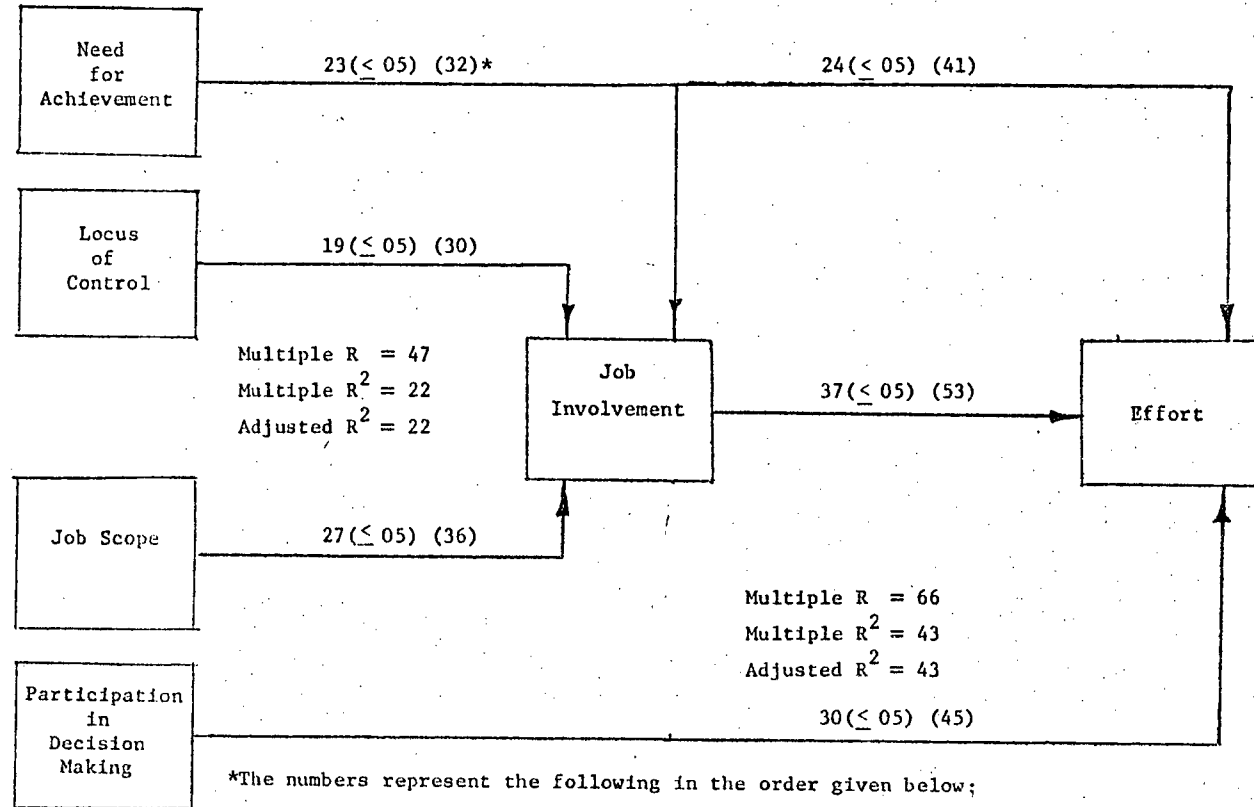 Need
for
Achievement
23(≤ 05) (32)*
24(≤ 05) (41)
Locus
of
Control
19(≤ 05) (30)
Multiple R = 47
Multiple R² = 22
Adjusted R² = 22
Job
Involvement
37(≤ 05) (53)
Effort
Job Scope
27(≤ 05) (36)
Multiple R = 66
Multiple R² = 43
Adjusted R² = 43
Participation
in
Decision
Making
30(≤ 05) (45)
*The numbers represent the following in the order given below;